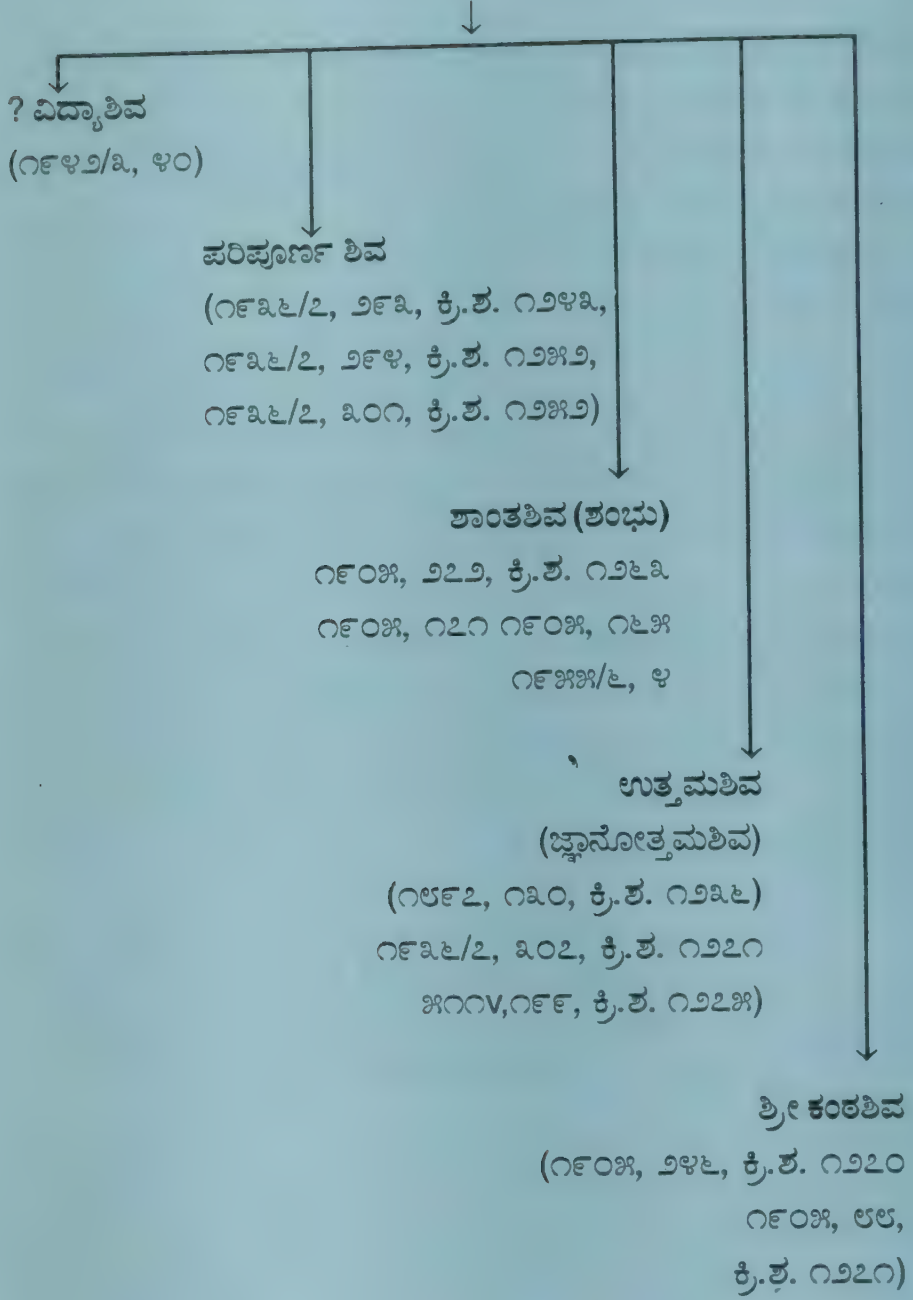 ? ವಿದ್ಯಾಶಿವ
(೧೯೪೨/೩, ೪೦)
ಪರಿಪೂರ್ಣ ಶಿವ
(೧೯೩೬/೭, ೨೯೩, ಕ್ರಿ.ಶ. ೧೨೪೩,
೧೯೩೬/೭, ೨೯೪, ಕ್ರಿ.ಶ. ೧೨೫೨,
೧೯೩೬/೭, ೩೦೧, ಕ್ರಿ.ಶ. ೧೨೫೨)
ಶಾಂತಶಿವ (ಶಂಭು)
೧೯೦೫, ೨೭೨, ಕ್ರಿ.ಶ. ೧೨೬೩
೧೯೦೫, ೧೭೧ ೧೯೦೫, ೧೬೫
೧೯೫೫/೬, ೪
ಉತ್ತಮಶಿವ
(ಜ್ಞಾನೋತ್ತಮಶಿವ)
(೧೮೯೭, ೧೩೦, ಕ್ರಿ.ಶ. ೧೨೩೬)
೧೯೩೬/೭, ೩೦೭, ಕ್ರಿ.ಶ. ೧೨೭೧
೫೧೧V,೧೯೯, ಕ್ರಿ.ಶ. ೧೨೭೫)
ಶ್ರೀ ಕಂಠಶಿವ
(೧೯೦೫, ೨೪೬, ಕ್ರಿ.ಶ. ೧೨೭೦
೧೯೦೫, ೮೮,
ಕ್ರಿ.ಶ. ೧೨೭೧)